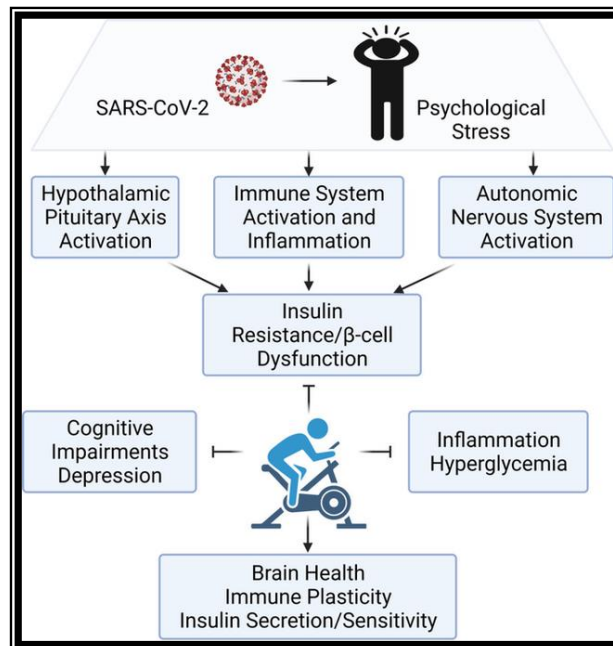 SARS-CoV-2
Psychological
Stress
Hypothalamic
Pituitary Axis
Activation
Immune System
Activation and
Inflammation
Autonomic
Nervous System
Activation
Insulin
Resistance/β-cell
Dysfunction
Cognitive
Impairments
Depression
Inflammation
Hyperglycemia
Brain Health
Immune Plasticity
Insulin Secretion/Sensitivity